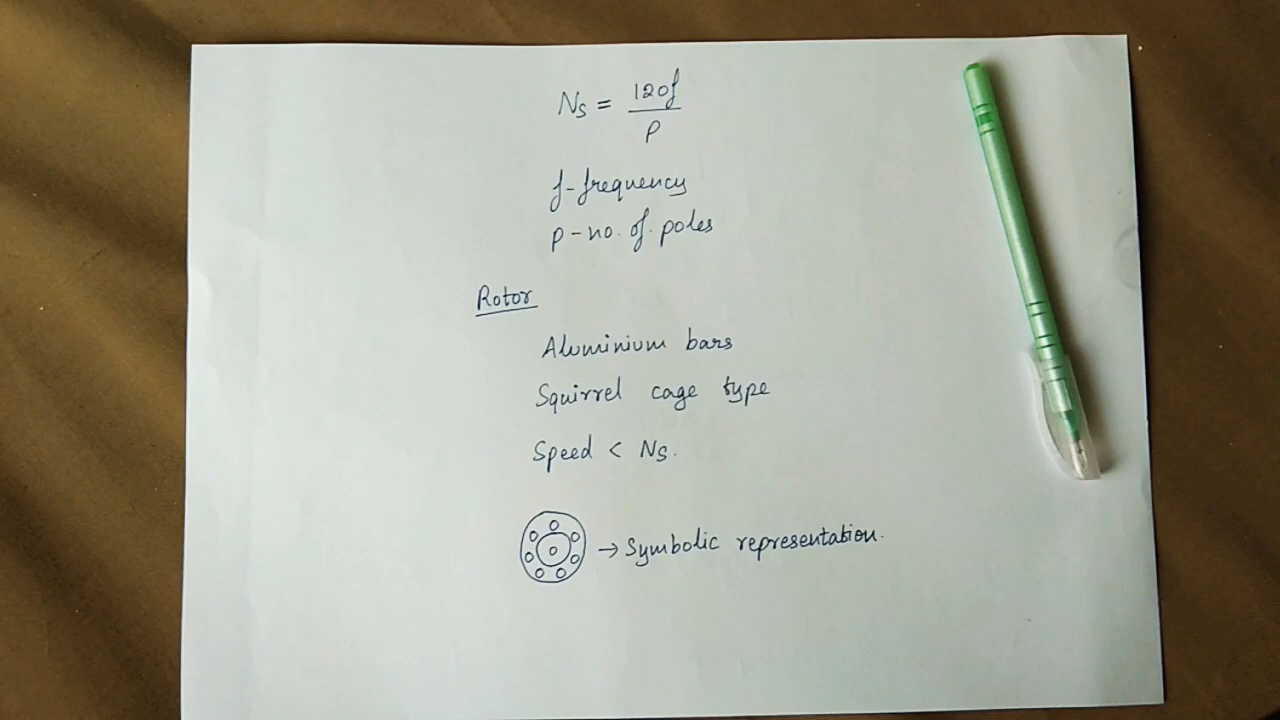 Ns = 120f / P
f - frequency
P - no. of. poles
Rotor
Aluminium bars
Squirrel cage type
Speed < Ns.
→ Symbolic representation.